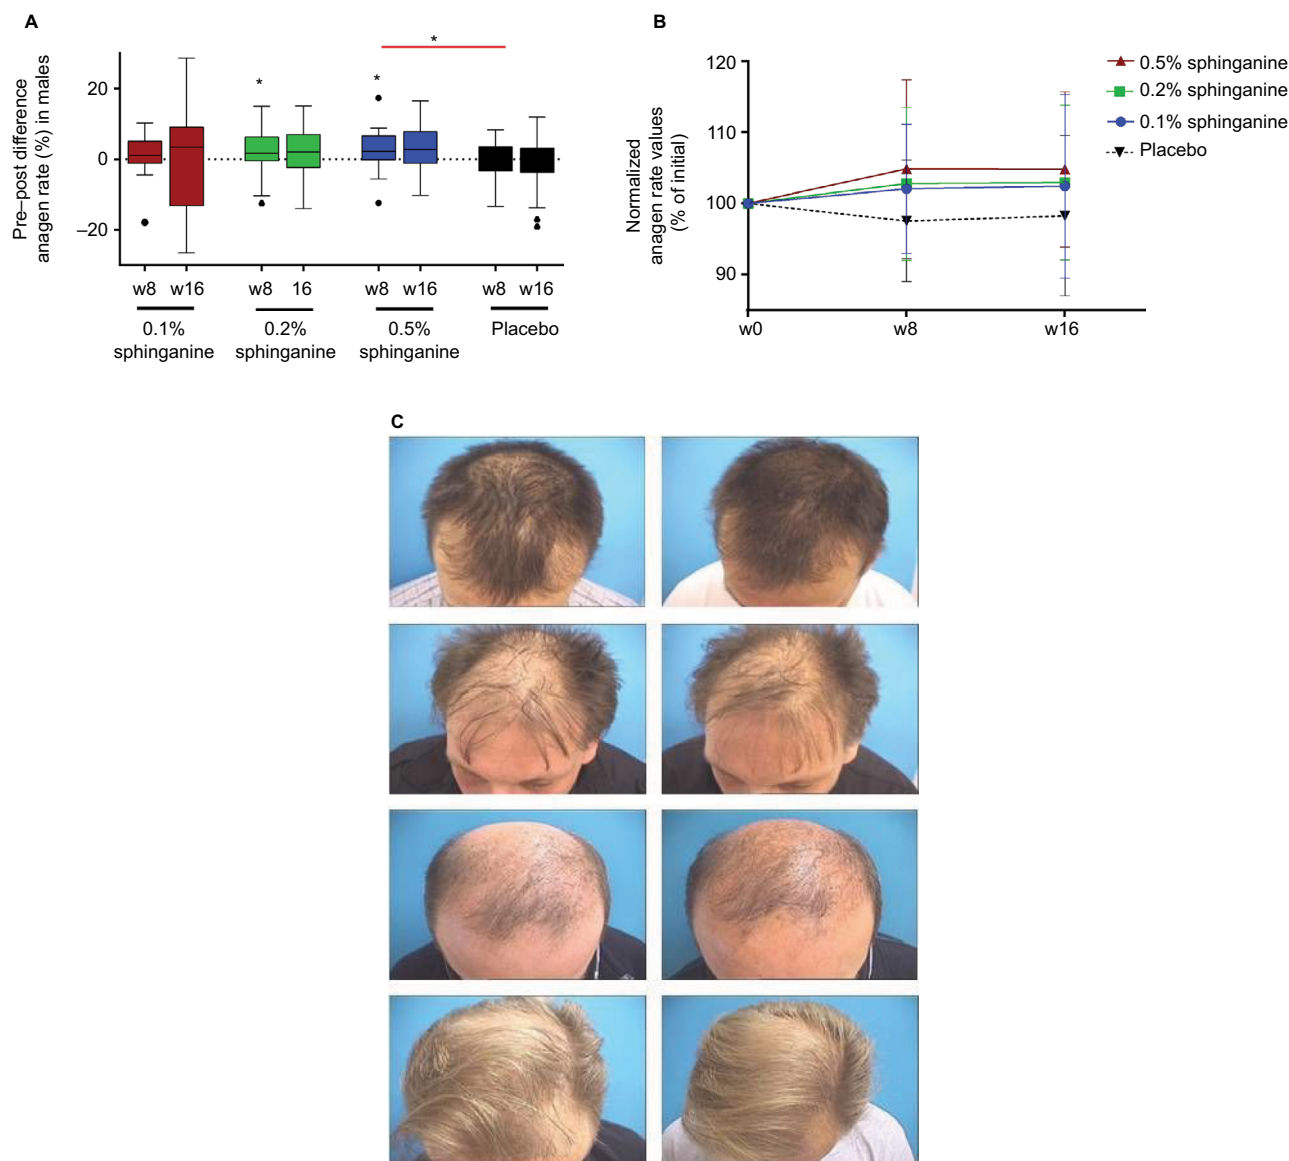 A
Pre–post difference
anagen rate (%) in males
20
0
–20
*
*
*
w8 w16 w8 16 w8 w16 w8 w16
0.1%
sphinganine
0.2%
sphinganine
0.5%
sphinganine
Placebo
B
Normalized
anagen rate values
(% of initial)
120
110
100
90
w0 w8 w16
0.5% sphinganine
0.2% sphinganine
0.1% sphinganine
Placebo
C